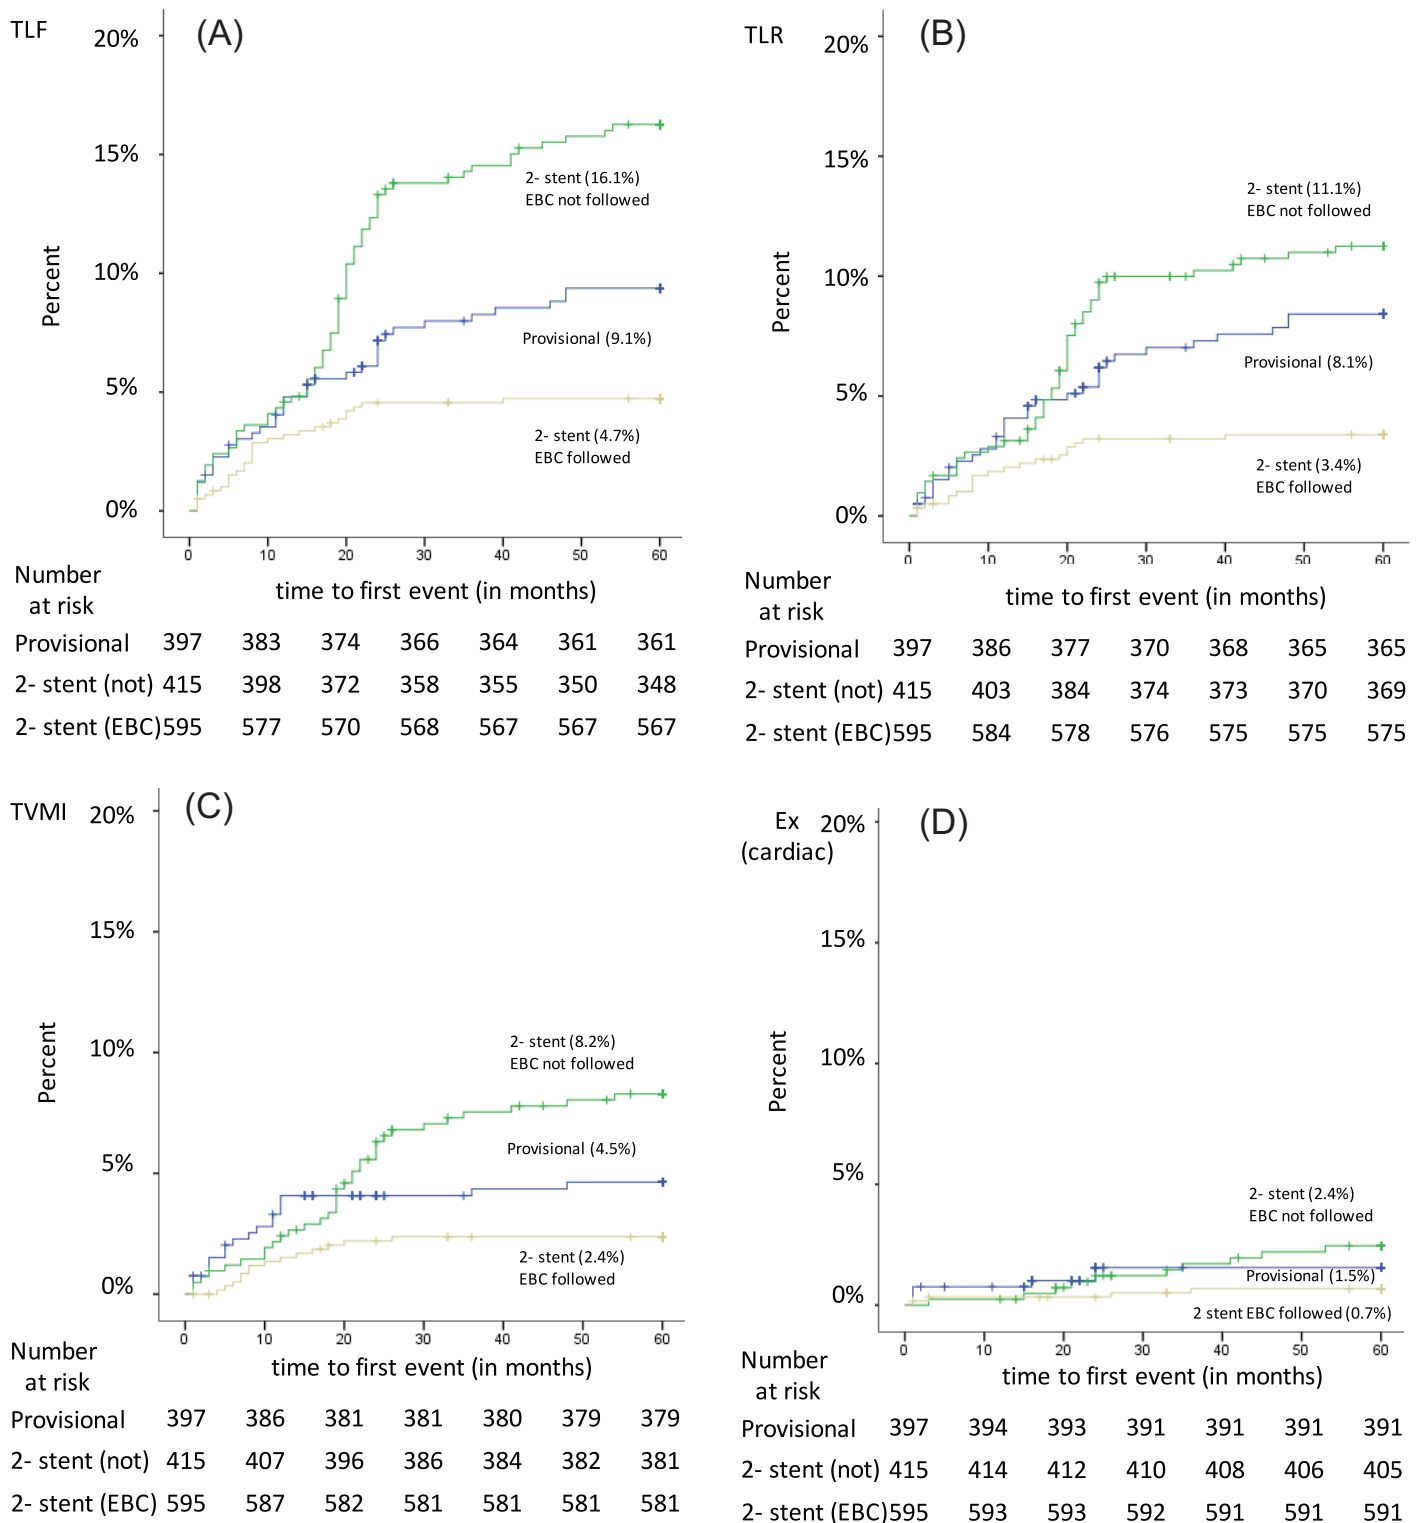 TLF
(A)
20%
15%
10%
5%
0%
Percent
2- stent (16.1%)
EBC not followed
Provisional (9.1%)
2- stent (4.7%)
EBC followed
0 10 20 30 40 50 60
time to first event (in months)
Number
at risk
Provisional 397 383 374 366 364 361 361
2- stent (not) 415 398 372 358 355 350 348
2- stent (EBC) 595 577 570 568 567 567 567
TLR
(B)
20%
15%
10%
5%
0%
Percent
2- stent (11.1%)
EBC not followed
Provisional (8.1%)
2- stent (3.4%)
EBC followed
0 10 20 30 40 50 60
time to first event (in months)
Number
at risk
Provisional 397 386 377 370 368 365 365
2- stent (not) 415 403 384 374 373 370 369
2- stent (EBC) 595 584 578 576 575 575 575
TVMI
(C)
20%
15%
10%
5%
0%
Percent
2- stent (8.2%)
EBC not followed
Provisional (4.5%)
2- stent (2.4%)
EBC followed
0 10 20 30 40 50 60
time to first event (in months)
Number
at risk
Provisional 397 386 381 381 380 379 379
2- stent (not) 415 407 396 386 384 382 381
2- stent (EBC) 595 587 582 581 581 581 581
Ex
(cardiac)
(D)
20%
15%
10%
5%
0%
Percent
2- stent (2.4%)
EBC not followed
Provisional (1.5%)
2 stent EBC followed (0.7%)
0 10 20 30 40 50 60
time to first event (in months)
Number
at risk
Provisional 397 394 393 391 391 391 391
2- stent (not) 415 414 412 410 408 406 405
2- stent (EBC) 595 593 593 592 591 591 591